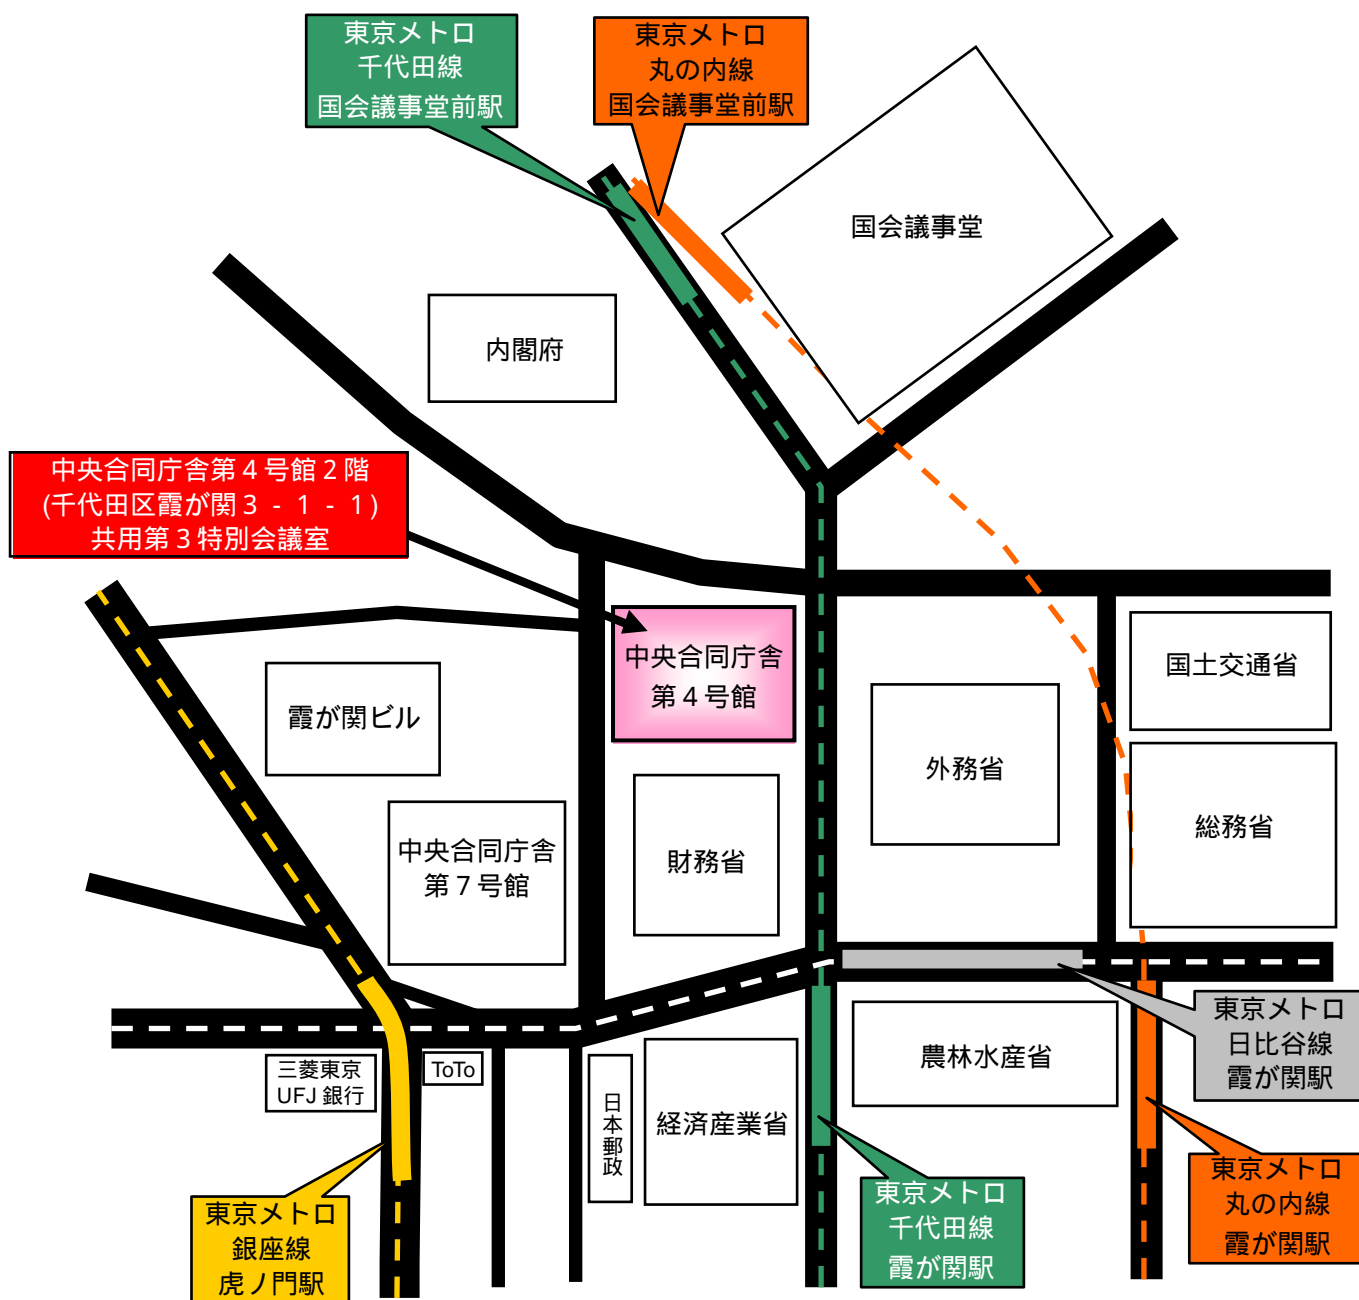 東京メトロ
千代田線
国会議事堂前駅
東京メトロ
丸の内線
国会議事堂前駅
国会議事堂
内閣府
中央合同庁舎第４号館２階
(千代田区霞が関３－１－１)
共用第３特別会議室
中央合同庁舎
第４号館
国土交通省
霞が関ビル
外務省
総務省
中央合同庁舎
第７号館
財務省
東京メトロ
日比谷線
霞が関駅
農林水産省
三菱東京
UFJ 銀行
ToTo
日本郵政
経済産業省
東京メトロ
銀座線
虎ノ門駅
東京メトロ
千代田線
霞が関駅
東京メトロ
丸の内線
霞が関駅